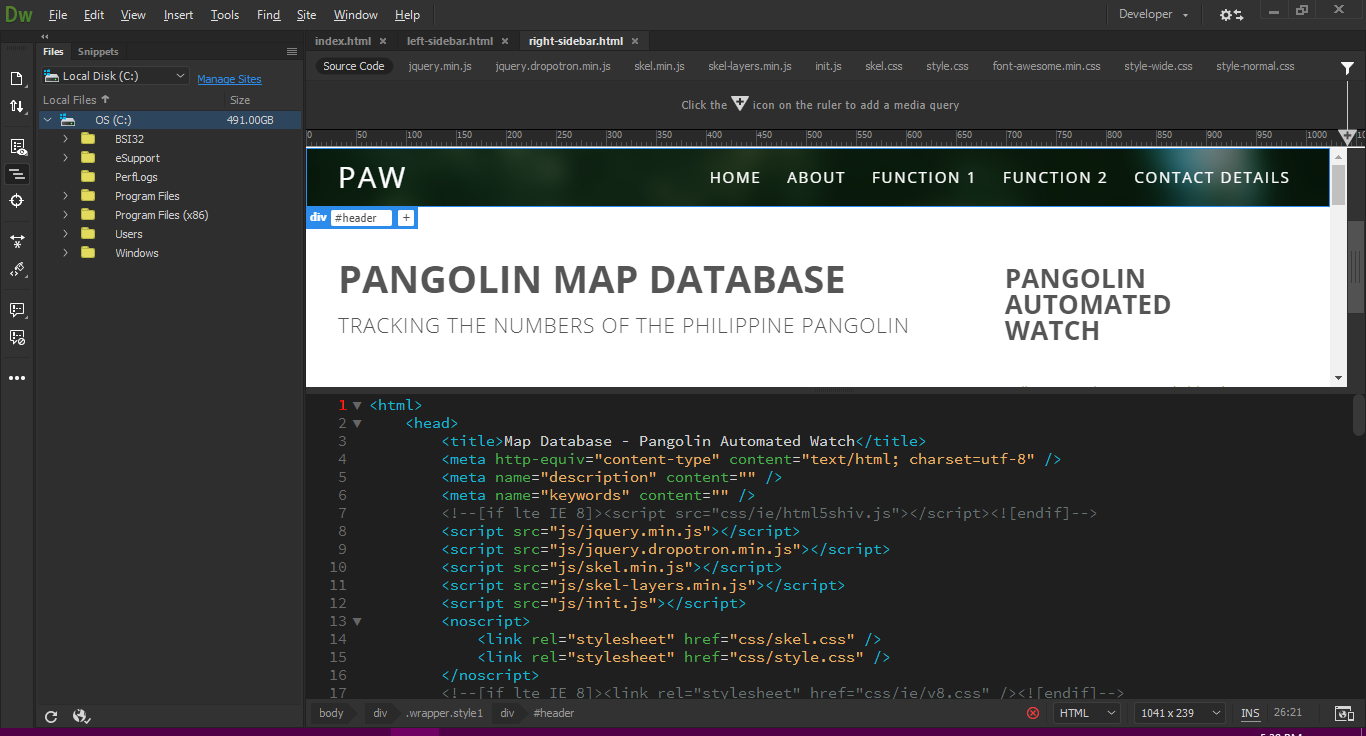 Dw File Edit View Insert Tools Find Site Window Help Developer
Files Snippets
Local Disk (C:) Manage Sites
Local Files Size
OS (C:) 491.00GB
BSI32
eSupport
PerfLogs
Program Files
Program Files (x86)
Users
Windows
index.html left-sidebar.html right-sidebar.html
Source Code jquery.min.js jquery.dropotron.min.js skel.min.js skel-layers.min.js init.js skel.css style.css font-awesome.min.css style-wide.css style-normal.css
Click the icon on the ruler to add a media query
0 50 100 150 200 250 300 350 400 450 500 550 600 650 700 750 800 850 900 950 1000
PAW HOME ABOUT FUNCTION 1 FUNCTION 2 CONTACT DETAILS
div #header +
PANGOLIN MAP DATABASE
TRACKING THE NUMBERS OF THE PHILIPPINE PANGOLIN
PANGOLIN
AUTOMATED
WATCH
1 <html>
2 <head>
3 <title>Map Database - Pangolin Automated Watch</title>
4 <meta http-equiv="content-type" content="text/html; charset=utf-8" />
5 <meta name="description" content="" />
6 <meta name="keywords" content="" />
7 <!--[if lte IE 8]><script src="css/ie/html5shiv.js"></script><![endif]-->
8 <script src="js/jquery.min.js"></script>
9 <script src="js/jquery.dropotron.min.js"></script>
10 <script src="js/skel.min.js"></script>
11 <script src="js/skel-layers.min.js"></script>
12 <script src="js/init.js"></script>
13 <noscript>
14 <link rel="stylesheet" href="css/skel.css" />
15 <link rel="stylesheet" href="css/style.css" />
16 </noscript>
17 <!--[if lte IE 8]><link rel="stylesheet" href="css/ie/v8.css" /><![endif]-->
body div .wrapper.style1 div #header HTML 1041 x 239 INS 26:21